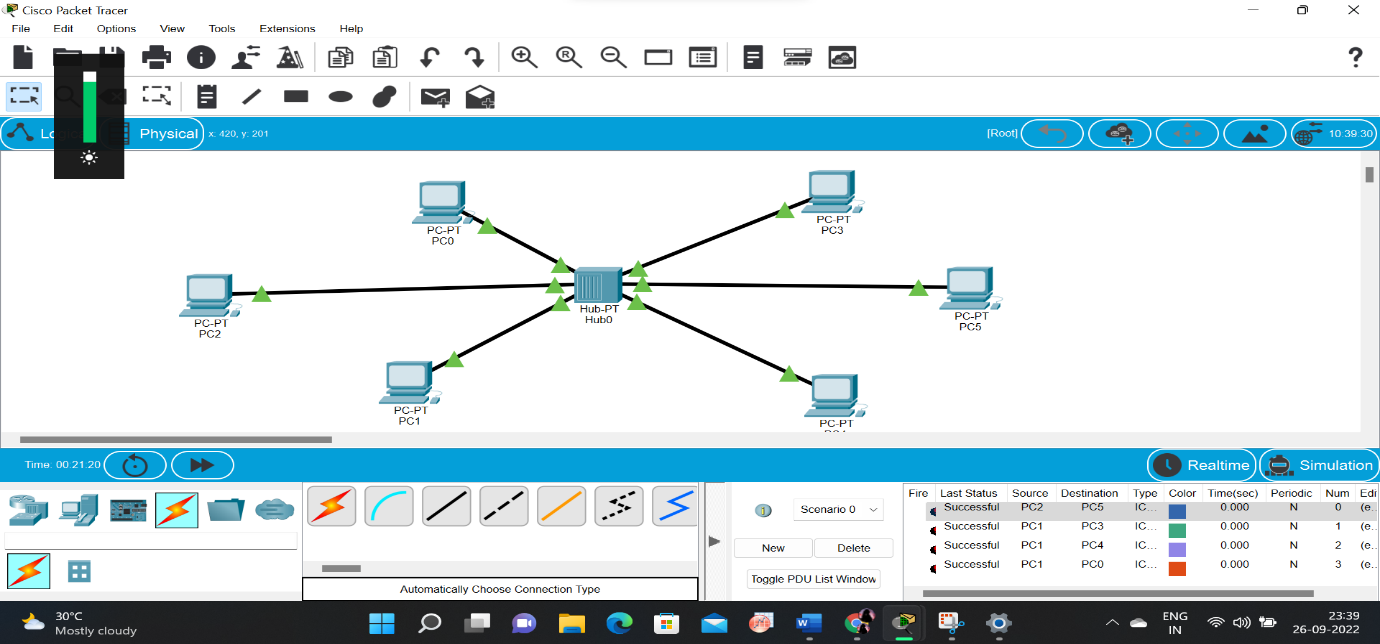 Cisco Packet Tracer
File Edit Options View Tools Extensions Help
Physical x: 420, y: 201
[Root] 10:39:30
PC-PT
PC0
PC-PT
PC3
PC-PT
PC2
Hub-PT
Hub0
PC-PT
PC5
PC-PT
PC1
PC-PT
Time: 00:21:20
Realtime Simulation
Scenario 0
New Delete
Toggle PDU List Window
Fire Last Status Source Destination Type Color Time(sec) Periodic Num Edi
Successful PC2 PC5 IC... 0.000 N 0 (e..
Successful PC1 PC3 IC... 0.000 N 1 (e..
Successful PC1 PC4 IC... 0.000 N 2 (e..
Successful PC1 PC0 IC... 0.000 N 3 (e..
Automatically Choose Connection Type
30°C
Mostly cloudy
ENG
IN
23:39
26-09-2022